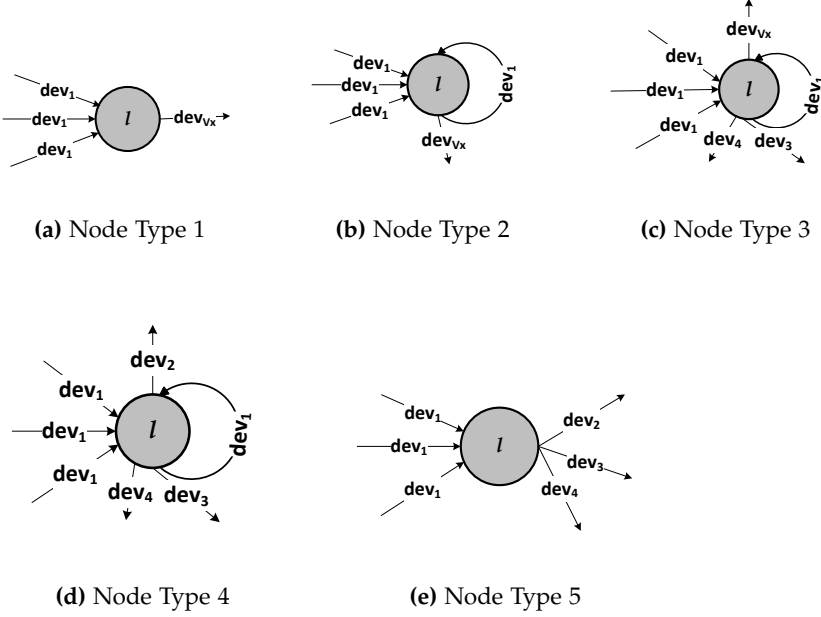 dev₁
dev₁
dev₁
l
devVx
(a) Node Type 1
dev₁
dev₁
dev₁
l
dev₁
devVx
(b) Node Type 2
devVx
dev₁
dev₁
dev₁
l
dev₁
dev₄
dev₃
(c) Node Type 3
dev₂
dev₁
dev₁
dev₁
l
dev₁
dev₄
dev₃
(d) Node Type 4
dev₁
dev₁
dev₁
l
dev₂
dev₃
dev₄
(e) Node Type 5